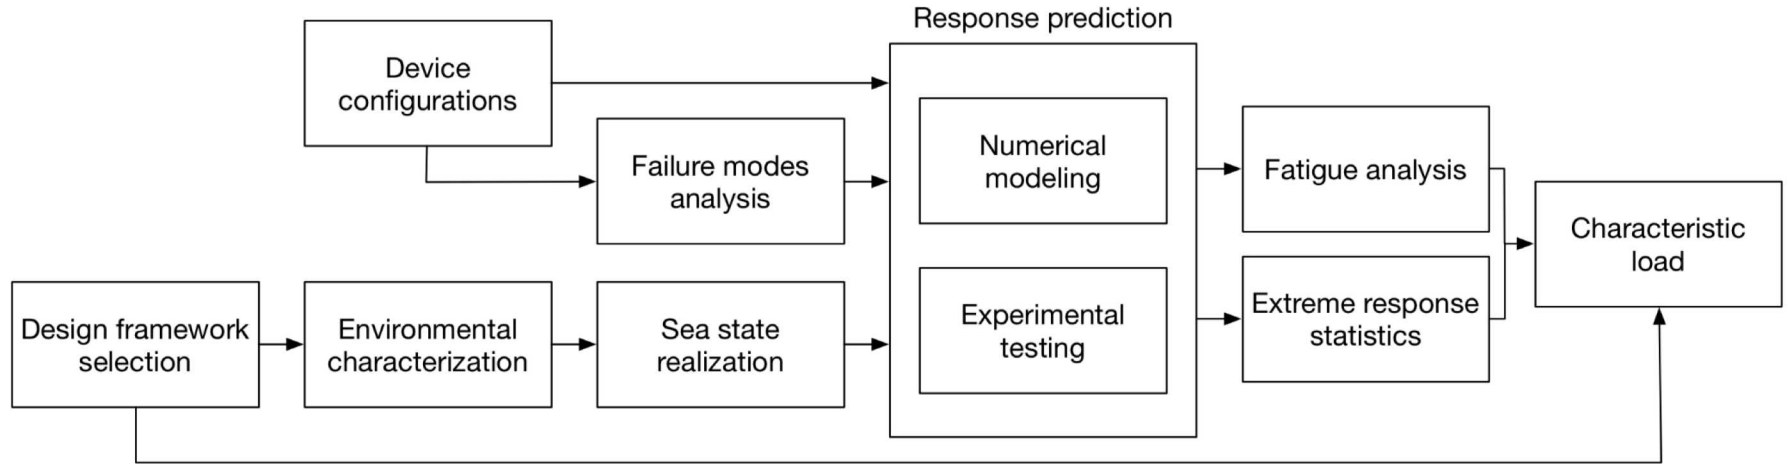 Response prediction
Device
configurations
Failure modes
analysis
Numerical
modeling
Fatigue analysis
Characteristic
load
Design framework
selection
Environmental
characterization
Sea state
realization
Experimental
testing
Extreme response
statistics